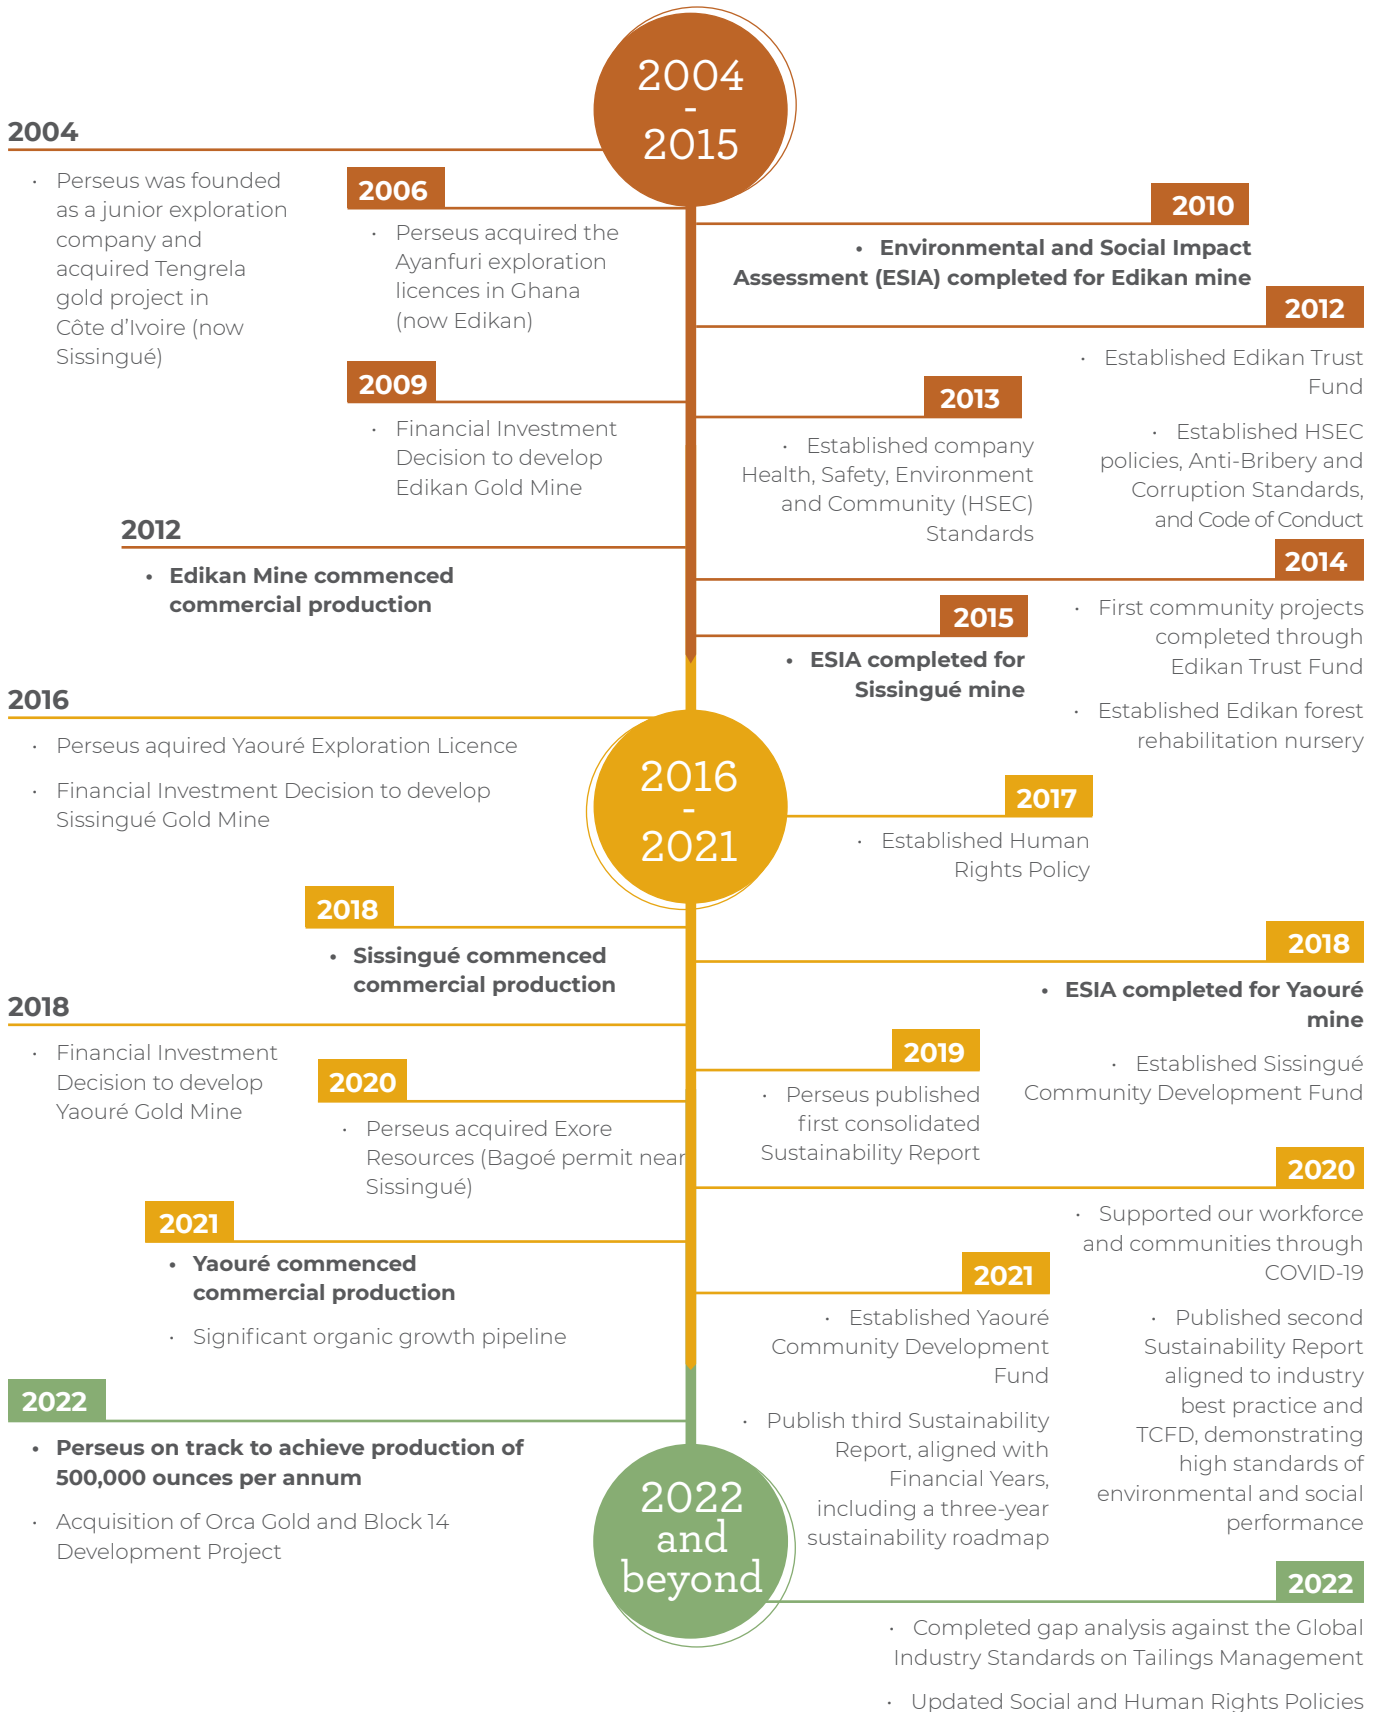 2004
-
2015
2004
• Perseus was founded
as a junior exploration
company and
acquired Tengrela
gold project in
Côte d’Ivoire (now
Sissingué)
2006
• Perseus acquired the
Ayanfuri exploration
licences in Ghana
(now Edikan)
2009
• Financial Investment
Decision to develop
Edikan Gold Mine
2012
• Edikan Mine commenced
commercial production
2010
• Environmental and Social Impact
Assessment (ESIA) completed for Edikan mine
2012
• Established Edikan Trust
Fund
• Established HSEC
policies, Anti-Bribery and
Corruption Standards,
and Code of Conduct
2013
• Established company
Health, Safety, Environment
and Community (HSEC)
Standards
2014
• First community projects
completed through
Edikan Trust Fund
• Established Edikan forest
rehabilitation nursery
2015
• ESIA completed for
Sissingué mine
2016
-
2021
2016
• Perseus aquired Yaouré Exploration Licence
• Financial Investment Decision to develop
Sissingué Gold Mine
2017
• Established Human
Rights Policy
2018
• Sissingué commenced
commercial production
2018
• Financial Investment
Decision to develop
Yaouré Gold Mine
2020
• Perseus acquired Exore
Resources (Bagoé permit near
Sissingué)
2021
• Yaouré commenced
commercial production
• Significant organic growth pipeline
2018
• ESIA completed for Yaouré
mine
• Established Sissingué
Community Development Fund
2019
• Perseus published
first consolidated
Sustainability Report
2020
• Supported our workforce
and communities through
COVID-19
• Published second
Sustainability Report
aligned to industry
best practice and
TCFD, demonstrating
high standards of
environmental and social
performance
2021
• Established Yaouré
Community Development
Fund
• Publish third Sustainability
Report, aligned with
Financial Years,
including a three-year
sustainability roadmap
2022
and
beyond
2022
• Perseus on track to achieve production of
500,000 ounces per annum
• Acquisition of Orca Gold and Block 14
Development Project
2022
• Completed gap analysis against the Global
Industry Standards on Tailings Management
• Updated Social and Human Rights Policies